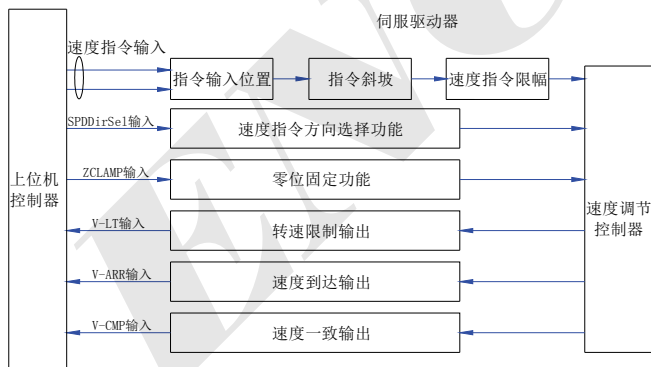 伺服驱动器
速度指令输入
指令输入位置
指令斜坡
速度指令限幅
SPDDirSel输入
速度指令方向选择功能
ZCLAMP输入
零位固定功能
上位机
控制器
速度调节
控制器
V-LT输入
转速限制输出
V-ARR输入
速度到达输出
V-CMP输入
速度一致输出